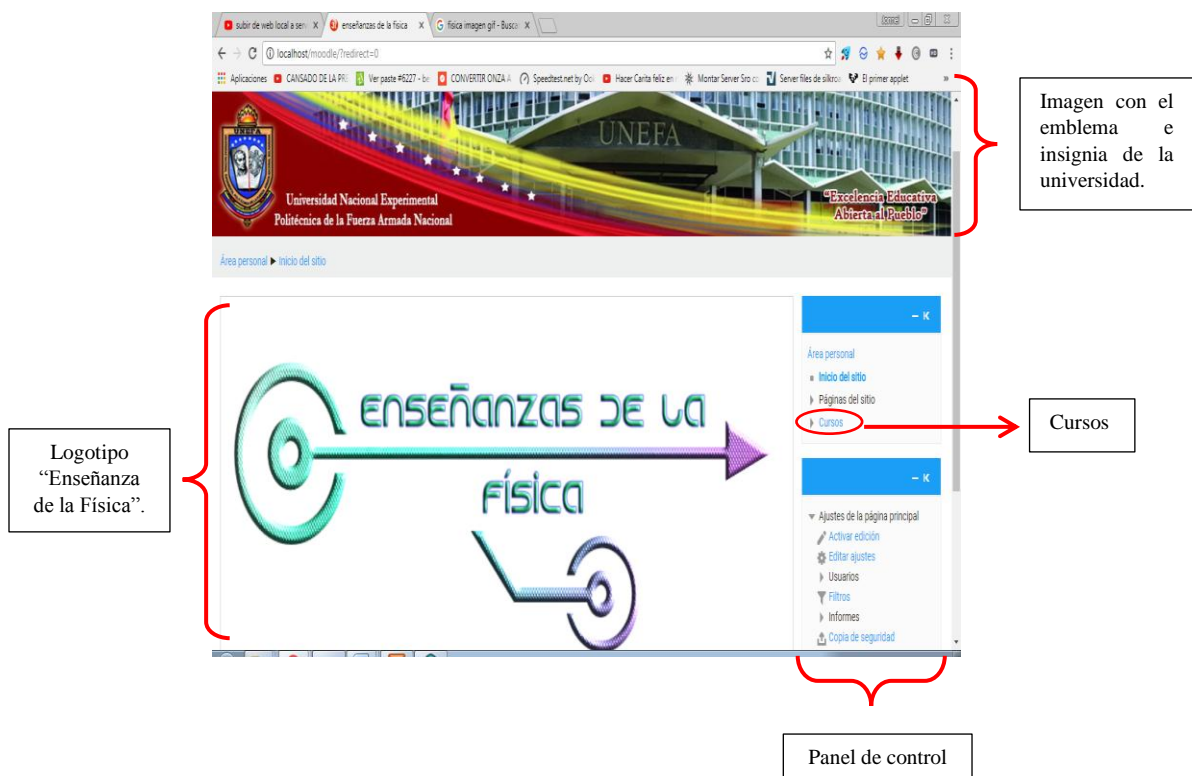 subir de web local a serv
enseñanzas de la fisica
fisica imagen gif - Busca
localhost/moodle/?redirect=0
Aplicaciones
CANSADO DE LA PRE
Ver paste #6227 - be
CONVERTIR ONZA A
Speedtest.net by Ool
Hacer Carita feliz en
Montar Server Sro co
Server files de silkroa
El primer applet
UNEFA
UNEFA
Universidad Nacional Experimental
Politécnica de la Fuerza Armada Nacional
“Excelencia Educativa
Abierta al Pueblo”
Imagen con el
emblema e
insignia de la
universidad.
Área personal ▶ Inicio del sitio
ENSEÑANZAS DE LA
FÍSICA
Logotipo
“Enseñanza
de la Física”.
Área personal
Inicio del sitio
Páginas del sitio
Cursos
Cursos
Ajustes de la página principal
Activar edición
Editar ajustes
Usuarios
Filtros
Informes
Copia de seguridad
Panel de control